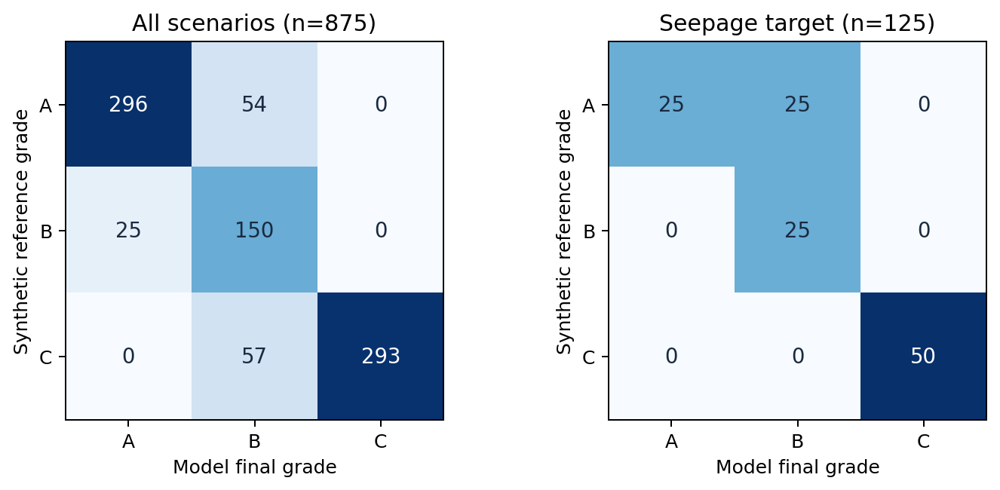 All scenarios (n=875)
Synthetic reference grade
A
296
54
0
B
25
150
0
C
0
57
293
A
B
C
Model final grade
Seepage target (n=125)
Synthetic reference grade
A
25
25
0
B
0
25
0
C
0
0
50
A
B
C
Model final grade